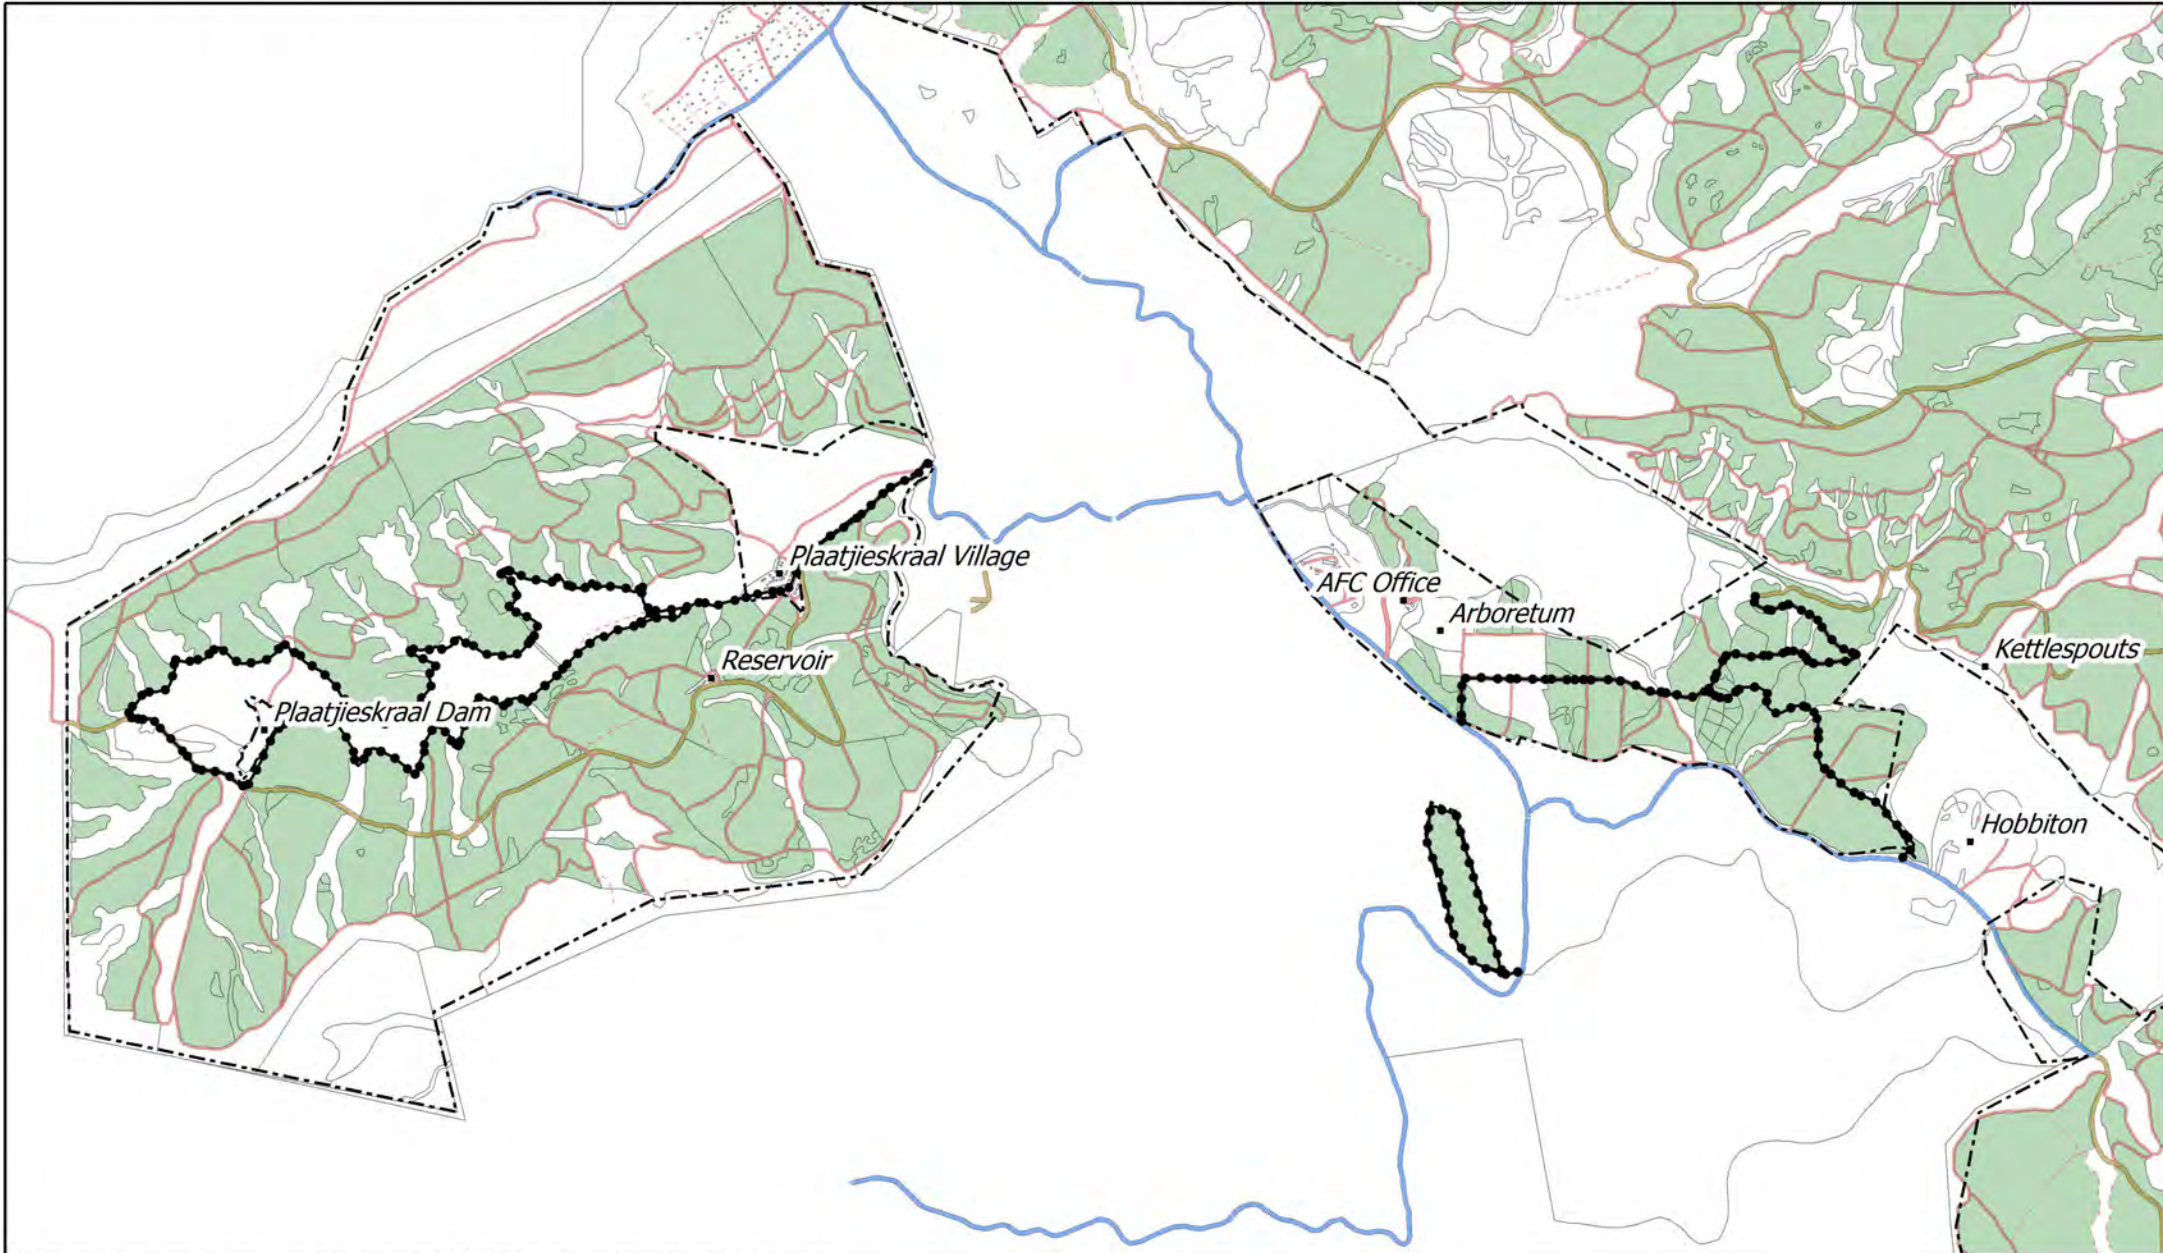 Plaatjieskraal Village
AFC Office
Arboretum
Kettlespouts
Reservoir
Plaatjieskraal Dam
Hobbiton